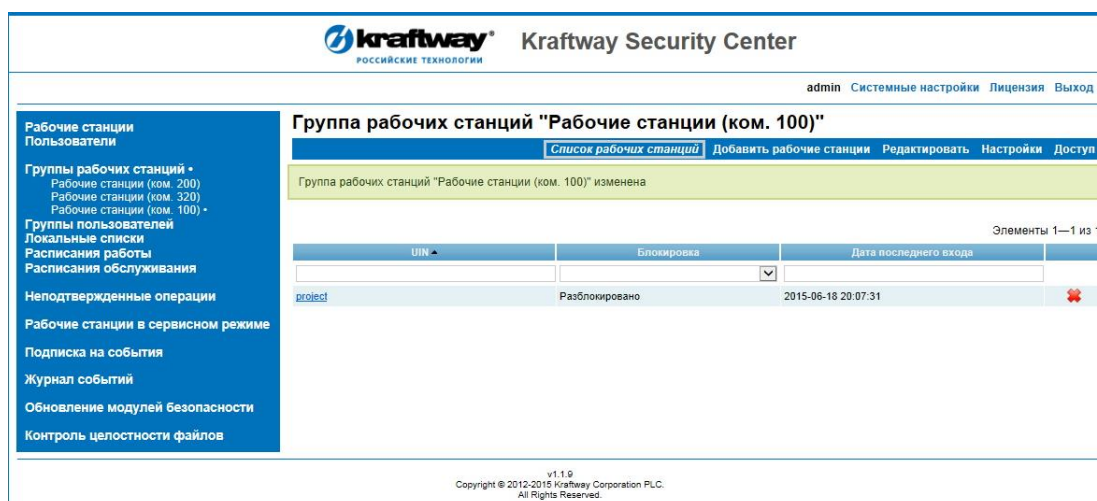 kraftway®
РОССИЙСКИЕ ТЕХНОЛОГИИ
Kraftway Security Center
admin Системные настройки Лицензия Выход
Рабочие станции
Пользователи
Группы рабочих станций •
Рабочие станции (ком. 200)
Рабочие станции (ком. 320)
Рабочие станции (ком. 100) •
Группы пользователей
Локальные списки
Расписания работы
Расписания обслуживания
Неподтвержденные операции
Рабочие станции в сервисном режиме
Подписка на события
Журнал событий
Обновление модулей безопасности
Контроль целостности файлов
Группа рабочих станций "Рабочие станции (ком. 100)"
Список рабочих станций Добавить рабочие станции Редактировать Настройки Доступ
Группа рабочих станций "Рабочие станции (ком. 100)" изменена
Элементы 1—1 из 1
UIN Блокировка Дата последнего входа
project Разблокировано 2015-06-18 20:07:31
v1.1.9
Copyright © 2012-2015 Kraftway Corporation PLC.
All Rights Reserved.